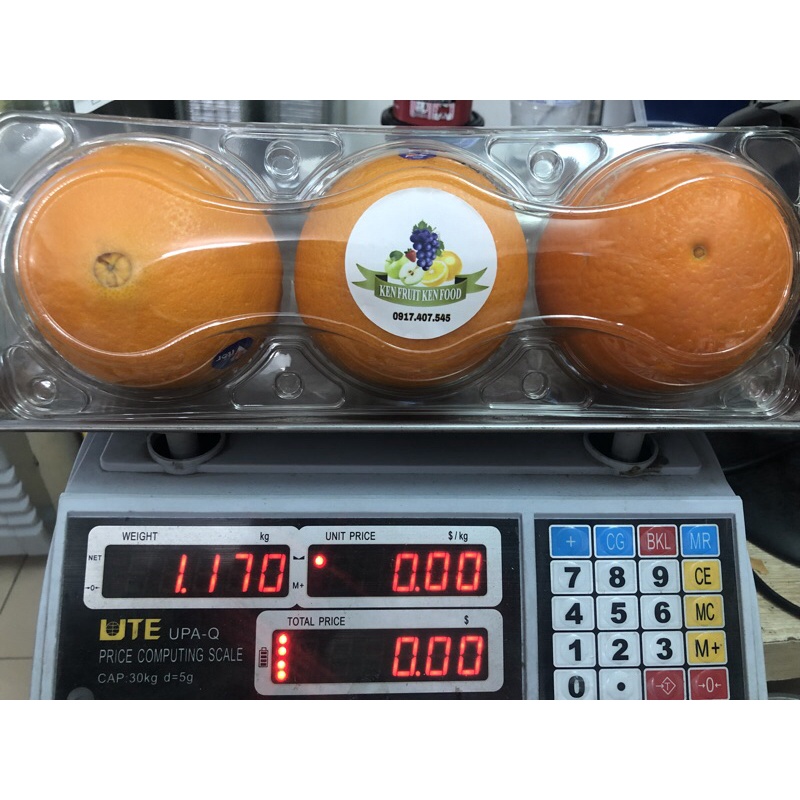 KEN FRUIT KEN FOOD
0917.407.545
WEIGHT kg
UNIT PRICE $/kg
NET
1.170
0.00
→0←
M+
UTE UPA-Q
PRICE COMPUTING SCALE
CAP:30kg d=5g
TOTAL PRICE $
0.00
+ CG BKL MR
7 8 9 CE
4 5 6 MC
1 2 3 M+
0 • →T← →0←